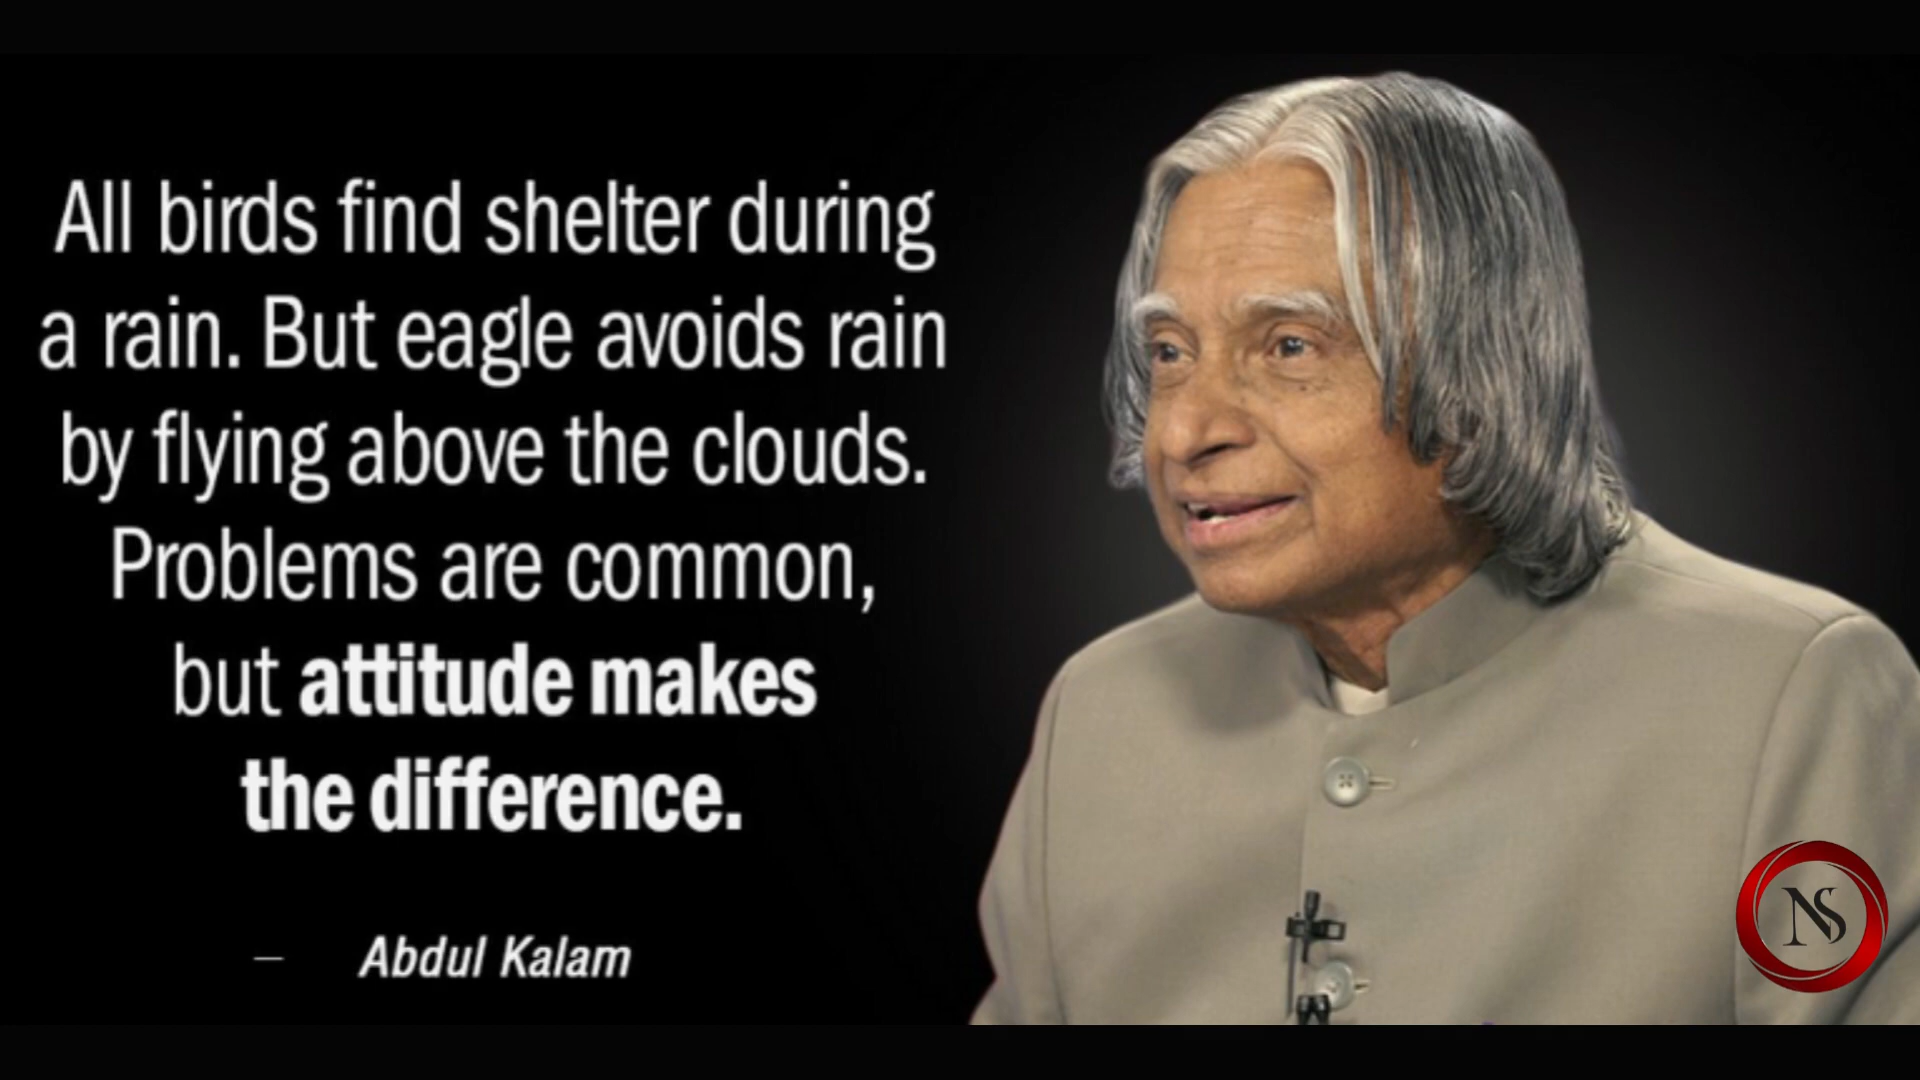 All birds find shelter during
a rain. But eagle avoids rain
by flying above the clouds.
Problems are common,
but attitude makes
the difference.
– Abdul Kalam
NS